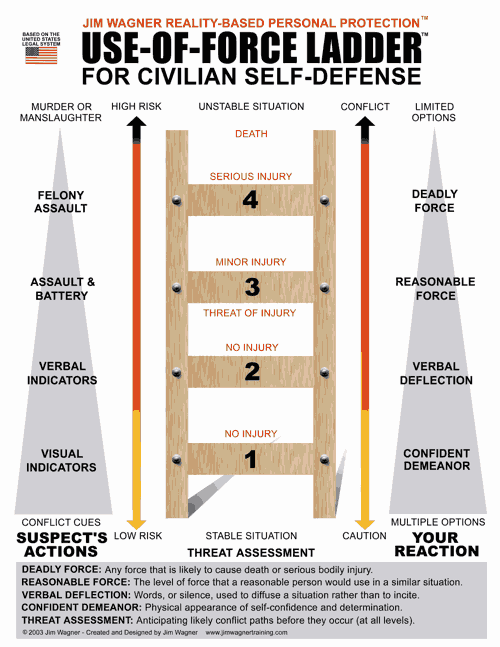 JIM WAGNER REALITY-BASED PERSONAL PROTECTION™
BASED ON THE
UNITED STATES
LEGAL SYSTEM
USE-OF-FORCE LADDER™
FOR CIVILIAN SELF-DEFENSE
MURDER OR
MANSLAUGHTER
HIGH RISK
UNSTABLE SITUATION
CONFLICT
LIMITED
OPTIONS
DEATH
SERIOUS INJURY
FELONY
ASSAULT
4
DEADLY
FORCE
MINOR INJURY
ASSAULT &
BATTERY
3
REASONABLE
FORCE
THREAT OF INJURY
NO INJURY
VERBAL
INDICATORS
2
VERBAL
DEFLECTION
NO INJURY
VISUAL
INDICATORS
1
CONFIDENT
DEMEANOR
CONFLICT CUES
MULTIPLE OPTIONS
SUSPECT'S
ACTIONS
LOW RISK
STABLE SITUATION
CAUTION
YOUR
REACTION
THREAT ASSESSMENT
DEADLY FORCE: Any force that is likely to cause death or serious bodily injury.
REASONABLE FORCE: The level of force that a reasonable person would use in a similar situation.
VERBAL DEFLECTION: Words, or silence, used to diffuse a situation rather than to incite.
CONFIDENT DEMEANOR: Physical appearance of self-confidence and determination.
THREAT ASSESSMENT: Anticipating likely conflict paths before they occur (at all levels).
© 2003 Jim Wagner - Created and Designed by Jim Wagner www.jimwagnertraining.com